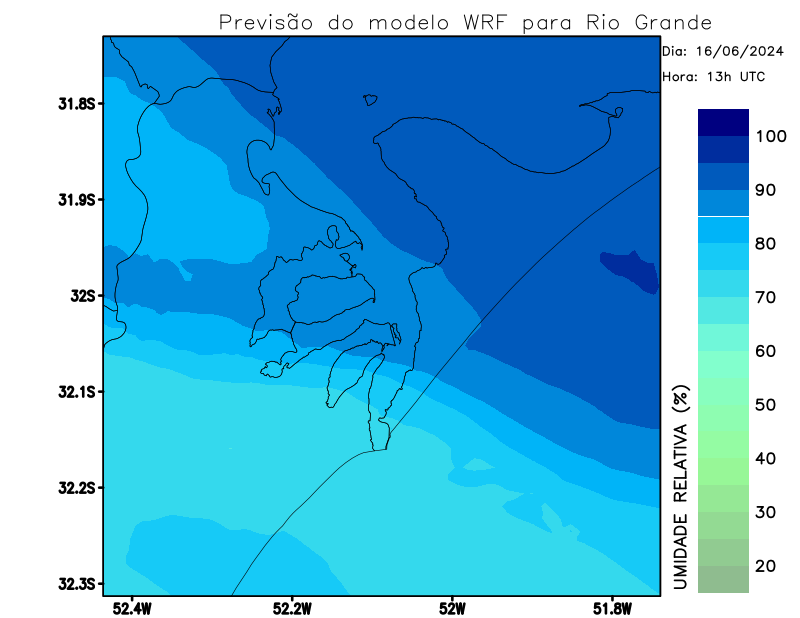 Previsão do modelo WRF para Rio Grande
Dia: 16/06/2024
Hora: 13h UTC
31.8S
31.9S
32S
32.1S
32.2S
32.3S
52.4W
52.2W
52W
51.8W
100
90
80
70
60
50
40
30
20
UMIDADE RELATIVA (%)